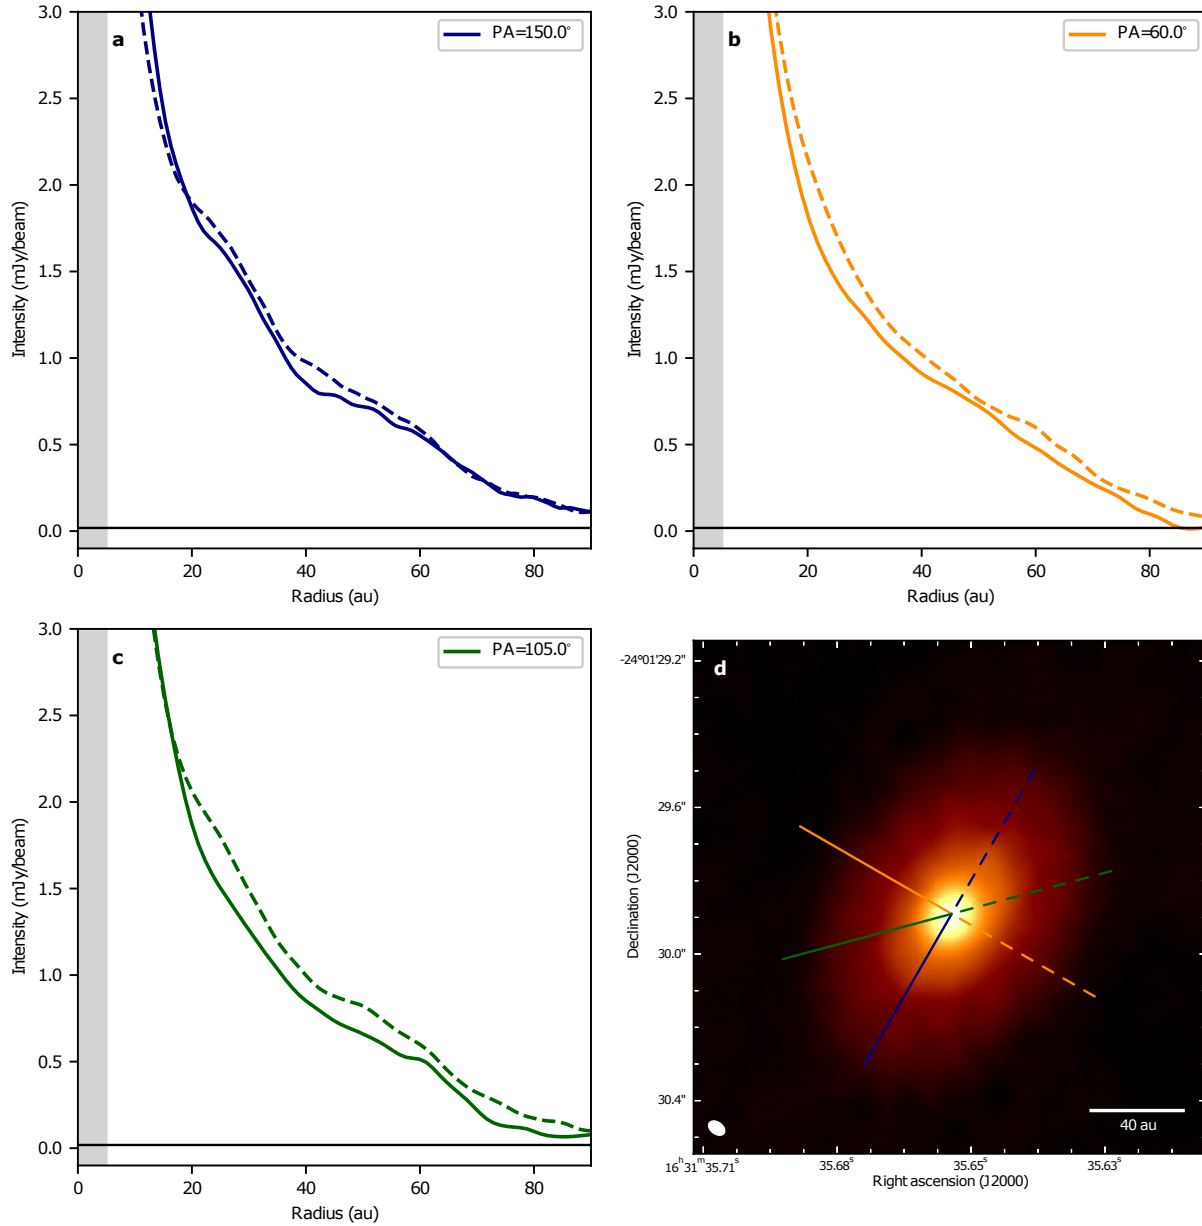 a
PA=150.0°
3.0
2.5
2.0
1.5
1.0
0.5
0.0
Intensity (mJy/beam)
0 20 40 60 80
Radius (au)
b
PA=60.0°
3.0
2.5
2.0
1.5
1.0
0.5
0.0
Intensity (mJy/beam)
0 20 40 60 80
Radius (au)
c
PA=105.0°
3.0
2.5
2.0
1.5
1.0
0.5
0.0
Intensity (mJy/beam)
0 20 40 60 80
Radius (au)
d
-24°01'29.2"
29.6"
30.0"
30.4"
Declination (J2000)
40 au
16ʰ31ᵐ35.71ˢ 35.68ˢ 35.65ˢ 35.63ˢ
Right ascension (J2000)